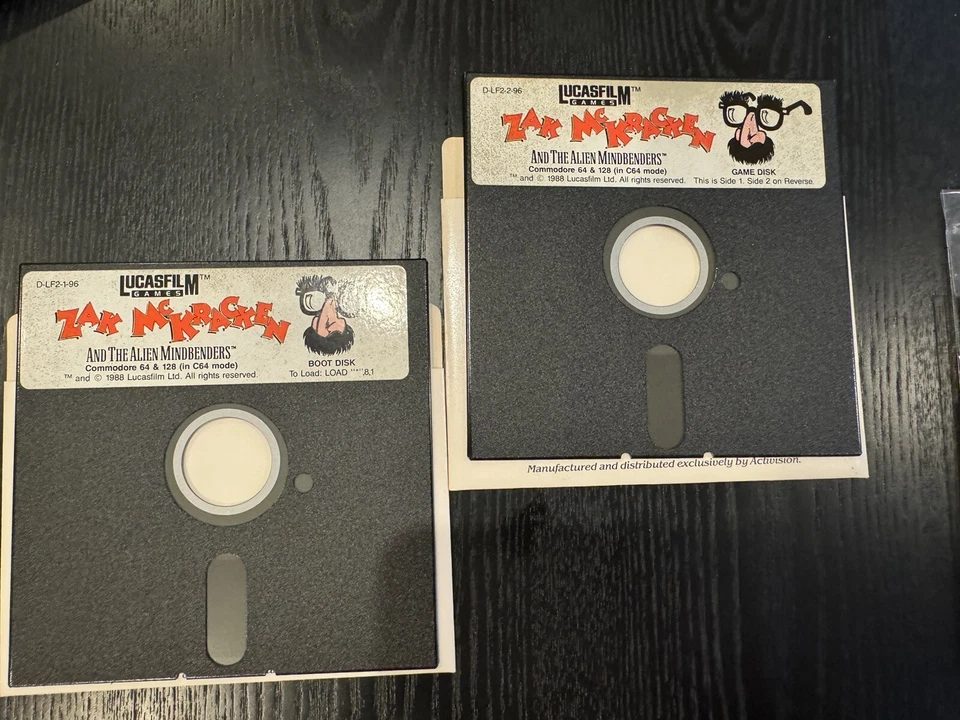 D-LF2-1-96
LUCASFILM™
GAMES
ZAK McKRACKEN
AND THE ALIEN MINDBENDERS™
Commodore 64 & 128 (in C64 mode)
™ and © 1988 Lucasfilm Ltd. All rights reserved.
BOOT DISK
To Load: LOAD "*",8,1
D-LF2-2-96
LUCASFILM™
GAMES
ZAK McKRACKEN
AND THE ALIEN MINDBENDERS™
Commodore 64 & 128 (in C64 mode)
™ and © 1988 Lucasfilm Ltd. All rights reserved.
GAME DISK
This is Side 1. Side 2 on Reverse.
Manufactured and distributed exclusively by Activision.